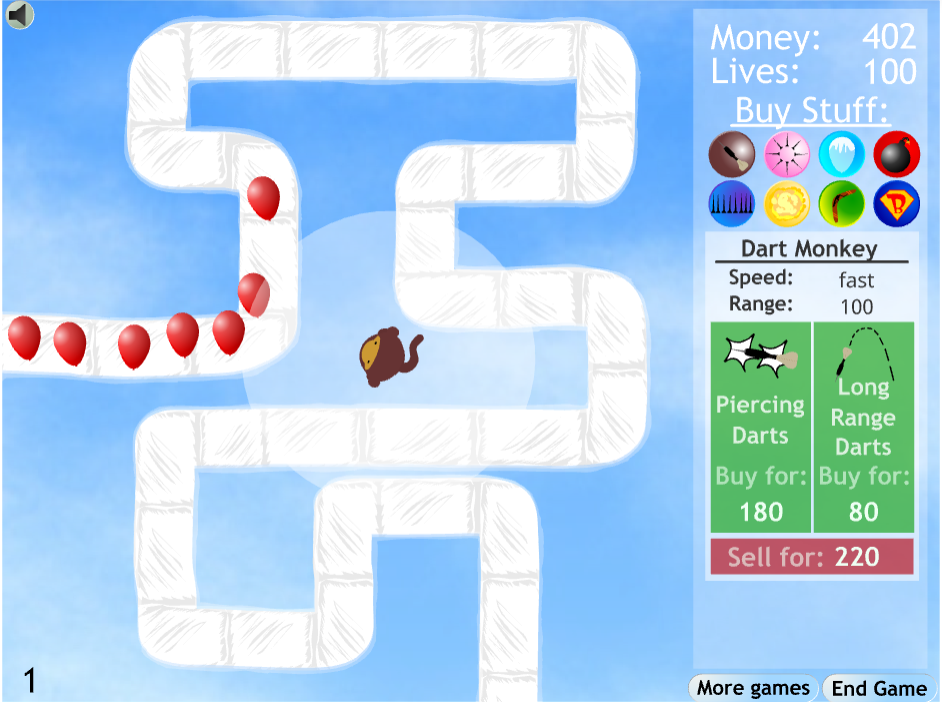 Money: 402
Lives: 100
Buy Stuff:
Dart Monkey
Speed: fast
Range: 100
Piercing
Darts
Buy for:
180
Long
Range
Darts
Buy for:
80
Sell for: 220
1
More games
End Game